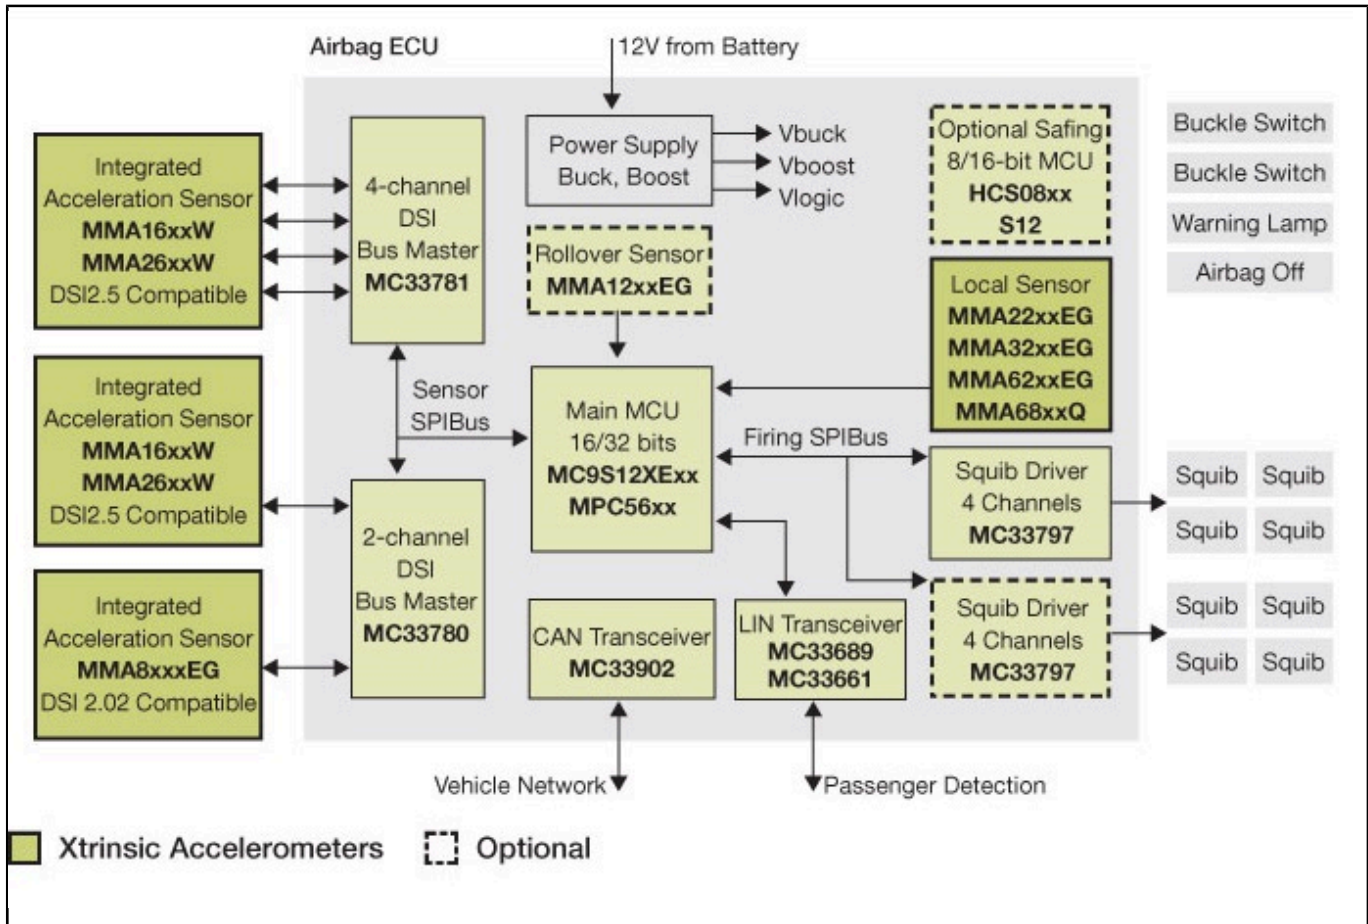 Airbag ECU
12V from Battery
Integrated
Acceleration Sensor
MMA16xxW
MMA26xxW
DSI2.5 Compatible
4-channel
DSI
Bus Master
MC33781
Power Supply
Buck, Boost
Vbuck
Vboost
Vlogic
Optional Safing
8/16-bit MCU
HCS08xx
S12
Buckle Switch
Buckle Switch
Warning Lamp
Airbag Off
Rollover Sensor
MMA12xxEG
Local Sensor
MMA22xxEG
MMA32xxEG
MMA62xxEG
MMA68xxQ
Integrated
Acceleration Sensor
MMA16xxW
MMA26xxW
DSI2.5 Compatible
Sensor
SPIBus
Main MCU
16/32 bits
MC9S12XExx
MPC56xx
Firing SPIBus
Squib Driver
4 Channels
MC33797
Squib Squib
Squib Squib
2-channel
DSI
Bus Master
MC33780
Integrated
Acceleration Sensor
MMA8xxxEG
DSI 2.02 Compatible
CAN Transceiver
MC33902
LIN Transceiver
MC33689
MC33661
Squib Driver
4 Channels
MC33797
Squib Squib
Squib Squib
Vehicle Network
Passenger Detection
Xtrinsic Accelerometers
Optional